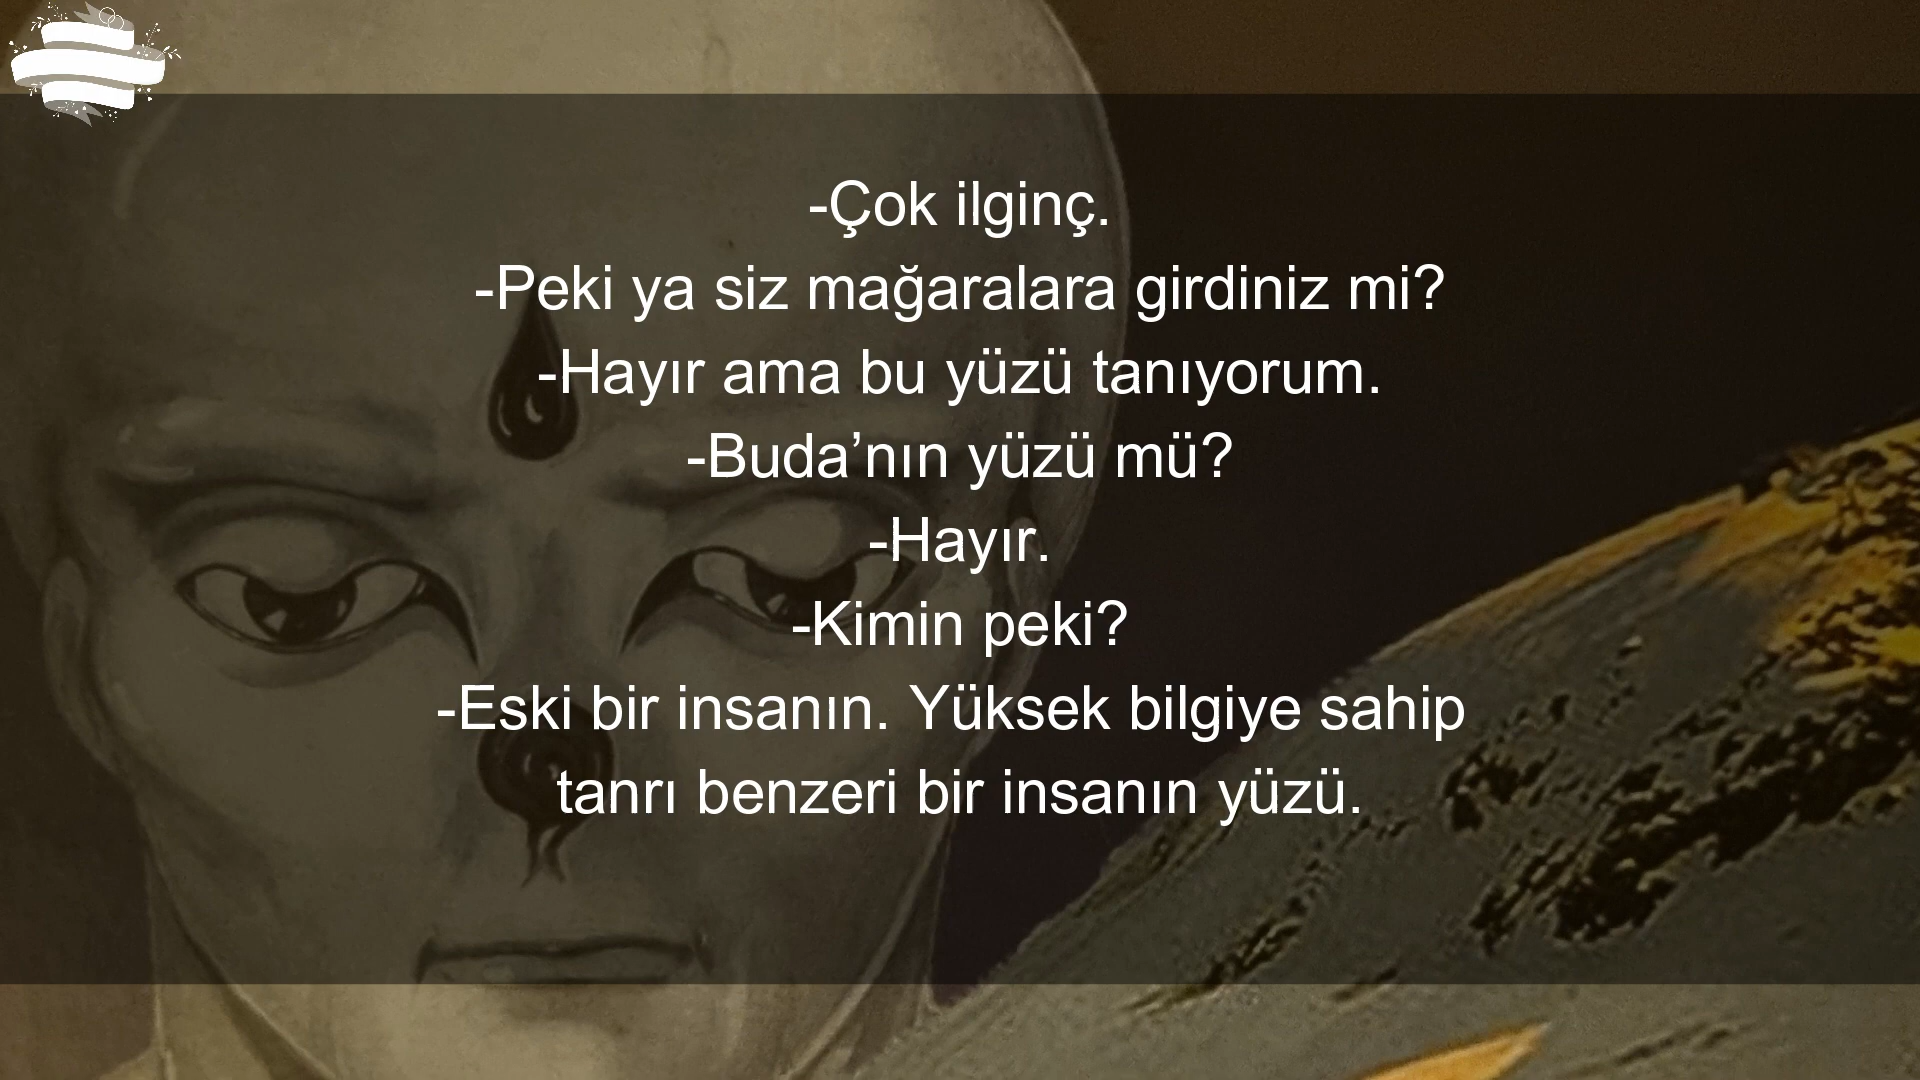 -Çok ilginç.
-Peki ya siz mağaralara girdiniz mi?
-Hayır ama bu yüzü tanıyorum.
-Buda’nın yüzü mü?
-Hayır.
-Kimin peki?
-Eski bir insanın. Yüksek bilgiye sahip
tanrı benzeri bir insanın yüzü.